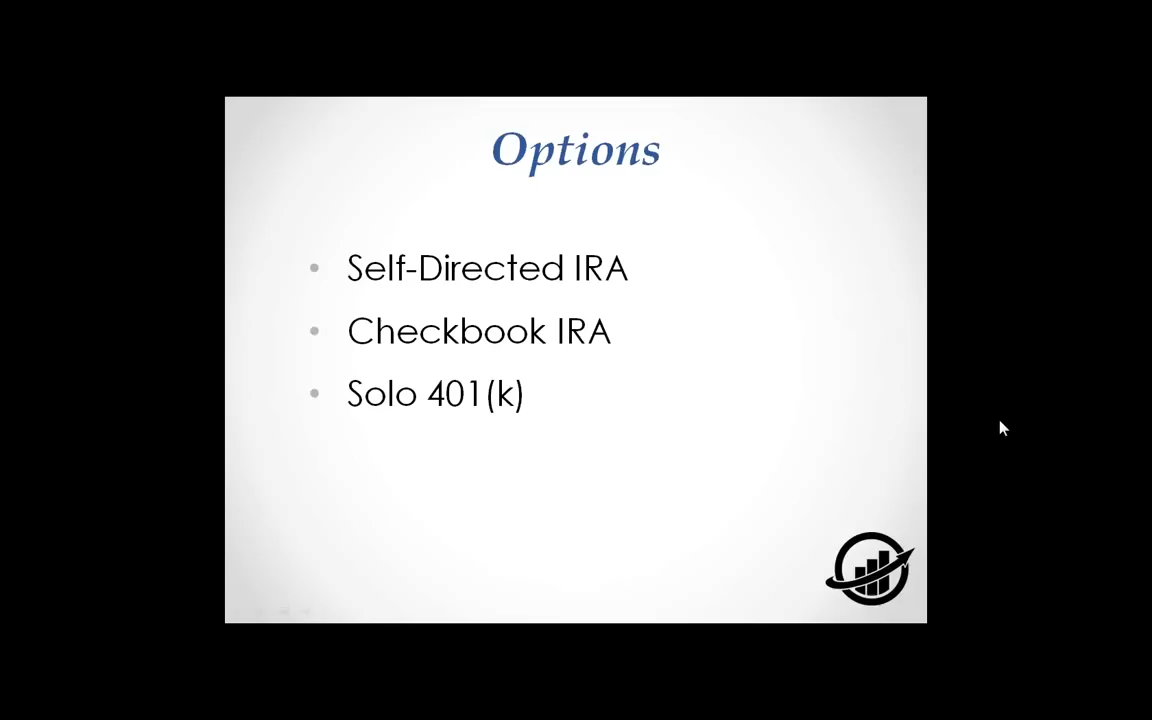 Options
• Self-Directed IRA
• Checkbook IRA
• Solo 401(k)